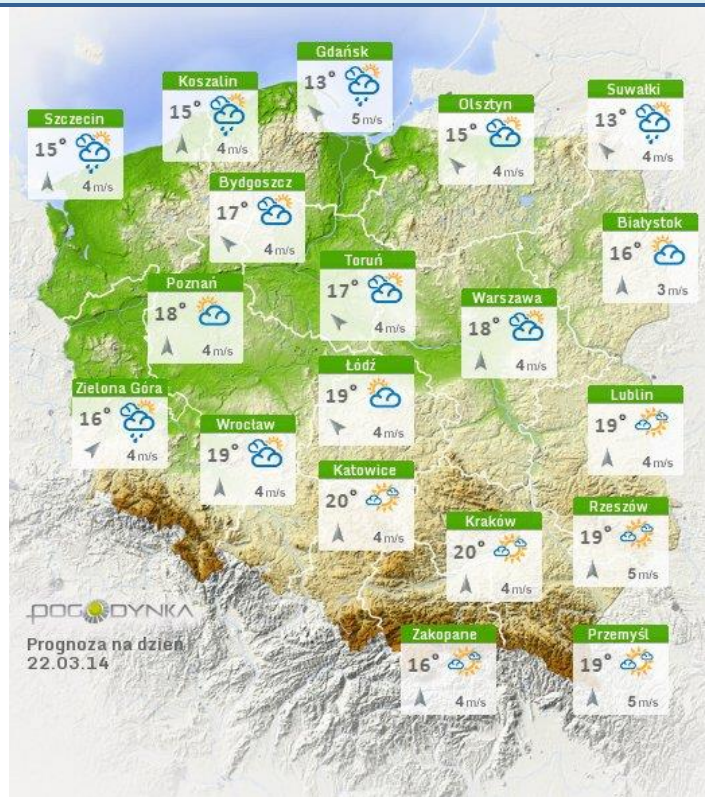 Gdańsk
13°
5 m/s
Koszalin
15°
4 m/s
Suwałki
13°
4 m/s
Olsztyn
15°
4 m/s
Szczecin
15°
4 m/s
Bydgoszcz
17°
4 m/s
Białystok
16°
3 m/s
Toruń
17°
4 m/s
Poznań
18°
4 m/s
Warszawa
18°
4 m/s
Łódź
19°
4 m/s
Zielona Góra
16°
4 m/s
Lublin
19°
4 m/s
Wrocław
19°
4 m/s
Katowice
20°
4 m/s
Rzeszów
19°
5 m/s
Kraków
20°
4 m/s
POGODYNKA
Prognoza na dzień
22.03.14
Zakopane
16°
4 m/s
Przemyśl
19°
5 m/s